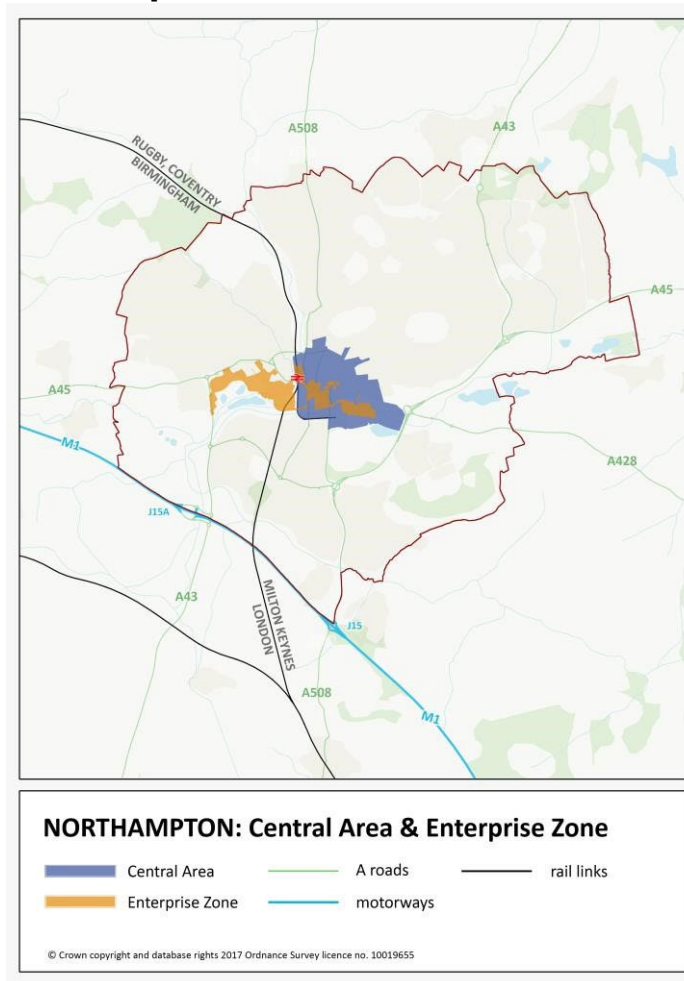 A508
A43
RUGBY, COVENTRY
BIRMINGHAM
A45
A45
M1
A428
J15A
A43
MILTON KEYNES
LONDON
J15
A508
M1
NORTHAMPTON: Central Area & Enterprise Zone
Central Area
A roads
rail links
Enterprise Zone
motorways
© Crown copyright and database rights 2017 Ordnance Survey licence no. 10019655